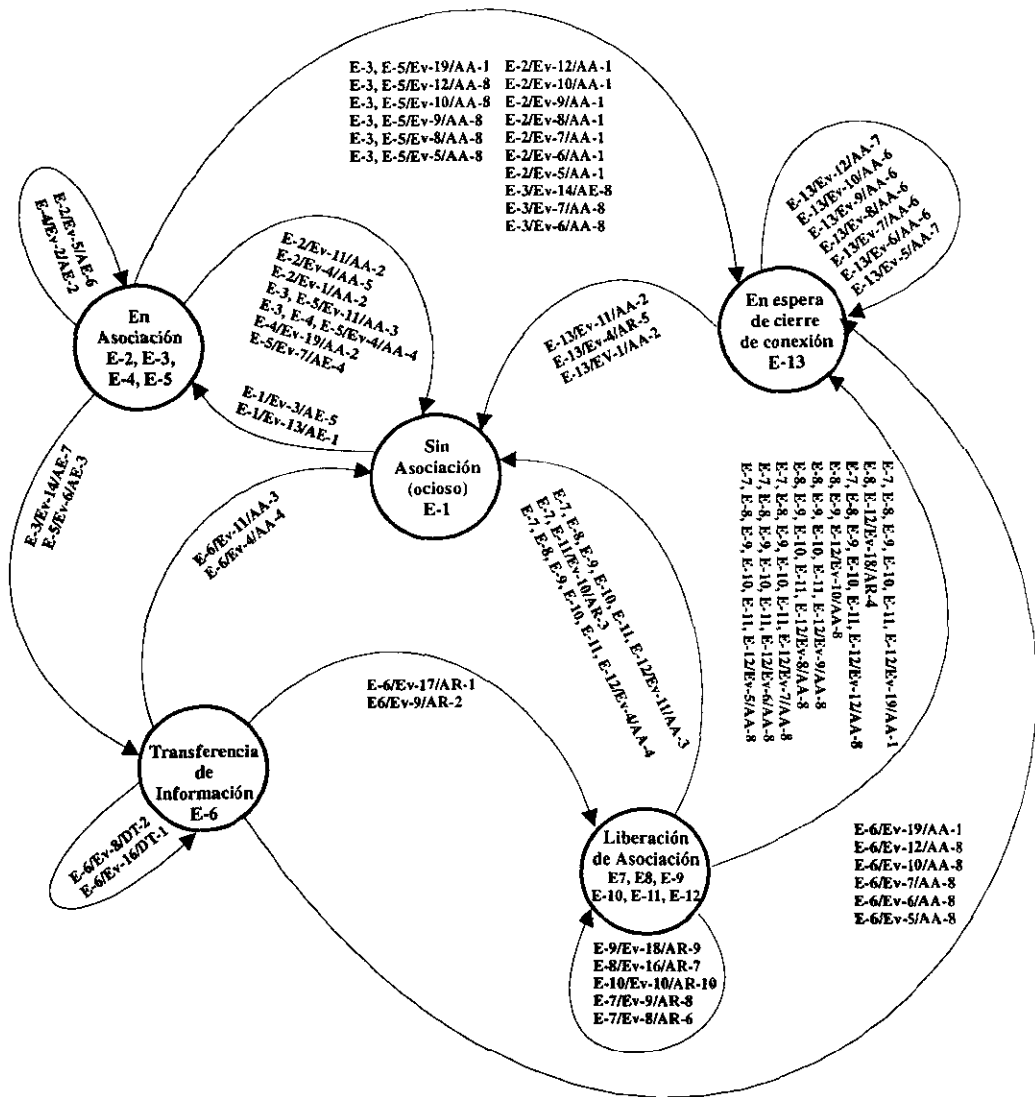 E-3, E-5/Ev-19/AA-1
E-3, E-5/Ev-12/AA-8
E-3, E-5/Ev-10/AA-8
E-3, E-5/Ev-9/AA-8
E-3, E-5/Ev-8/AA-8
E-3, E-5/Ev-5/AA-8
E-2/Ev-12/AA-1
E-2/Ev-10/AA-1
E-2/Ev-9/AA-1
E-2/Ev-8/AA-1
E-2/Ev-7/AA-1
E-2/Ev-6/AA-1
E-2/Ev-5/AA-1
E-3/Ev-14/AE-8
E-3/Ev-7/AA-8
E-3/Ev-6/AA-8
E-13/Ev-12/AA-7
E-13/Ev-10/AA-6
E-13/Ev-9/AA-6
E-13/Ev-8/AA-6
E-13/Ev-7/AA-6
E-13/Ev-6/AA-6
E-13/Ev-5/AA-7
E-2/Ev-5/AE-6
E-4/Ev-2/AE-2
E-2/Ev-11/AA-2
E-2/Ev-4/AA-5
E-2/Ev-1/AA-2
E-3, E-5/Ev-11/AA-3
E-3, E-4, E-5/Ev-4/AA-4
E-4/Ev-19/AA-2
E-5/Ev-7/AE-4
En
Asociación
E-2, E-3,
E-4, E-5
En espera
de cierre
de conexión
E-13
E-13/Ev-11/AA-2
E-13/Ev-4/AR-5
E-13/EV-1/AA-2
E-1/Ev-3/AE-5
E-1/Ev-13/AE-1
Sin
Asociación
(ocioso)
E-1
E-3/Ev-14/AE-7
E-5/Ev-6/AE-3
E-6/Ev-11/AA-3
E-6/Ev-4/AA-4
E-7, E-8, E-9, E-10, E-11, E-12/Ev-11/AA-3
E-7, E-11/Ev-10/AR-3
E-7, E-8, E-9, E-10, E-11, E-12/Ev-4/AA-4
E-7, E-8, E-9, E-10, E-11, E-12/Ev-19/AA-1
E-8, E-12/Ev-18/AR-4
E-7, E-8, E-9, E-10, E-11, E-12/Ev-12/AA-8
E-8, E-9, E-12/Ev-10/AA-8
E-8, E-9, E-10, E-11, E-12/Ev-9/AA-8
E-8, E-9, E-10, E-11, E-12/Ev-8/AA-8
E-7, E-8, E-9, E-10, E-11, E-12/Ev-7/AA-8
E-7, E-8, E-9, E-10, E-11, E-12/Ev-6/AA-8
E-7, E-8, E-9, E-10, E-11, E-12/Ev-5/AA-8
E-6/Ev-17/AR-1
E6/Ev-9/AR-2
Transferencia
de
Información
E-6
E-6/Ev-8/DT-2
E-6/Ev-16/DT-1
Liberación
de Asociación
E7, E8, E-9
E-10, E-11, E-12
E-6/Ev-19/AA-1
E-6/Ev-12/AA-8
E-6/Ev-10/AA-8
E-6/Ev-7/AA-8
E-6/Ev-6/AA-8
E-6/Ev-5/AA-8
E-9/Ev-18/AR-9
E-8/Ev-16/AR-7
E-10/Ev-10/AR-10
E-7/Ev-9/AR-8
E-7/Ev-8/AR-6